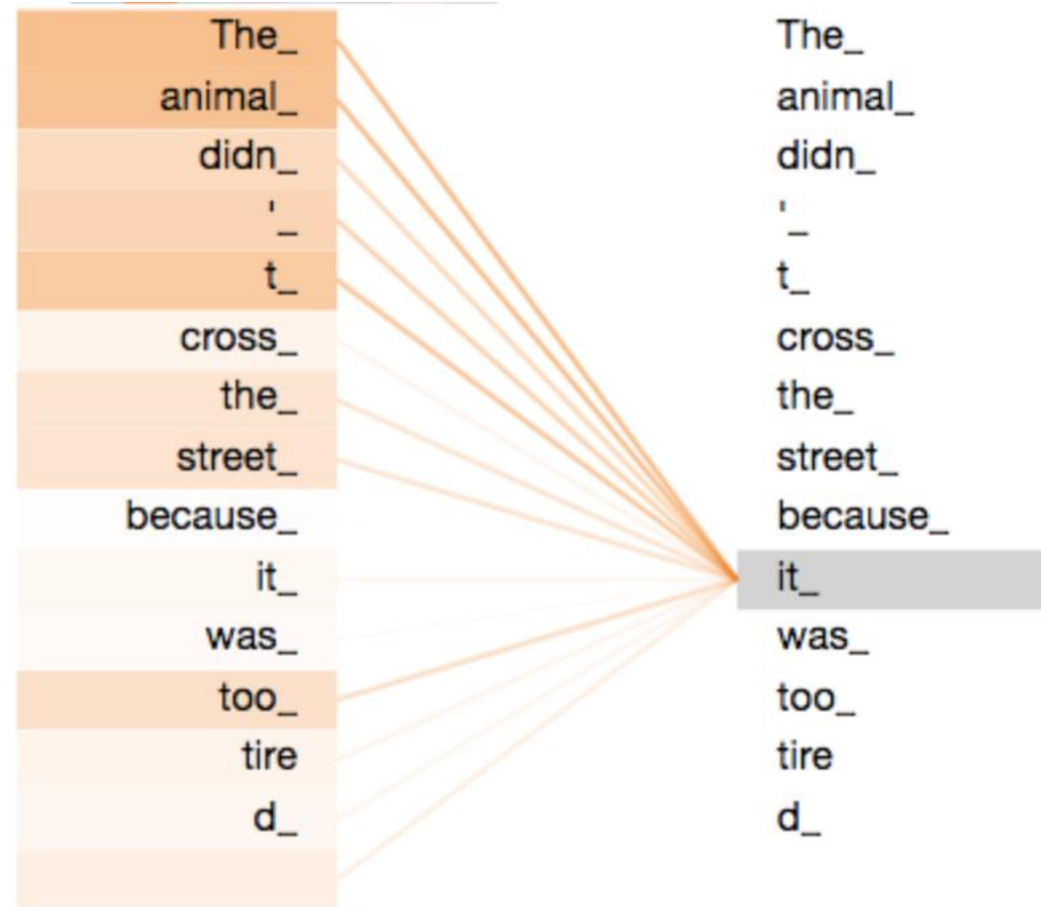 The_ The_
animal_ animal_
didn_ didn_
'_ '_
t_ t_
cross_ cross_
the_ the_
street_ street_
because_ because_
it_ it_
was_ was_
too_ too_
tire tire
d_ d_